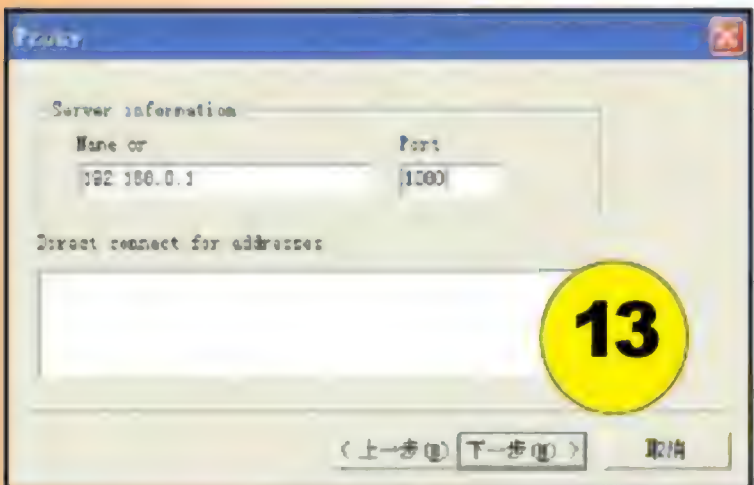 Server information
Name or
Port
192.168.0.1
1080
Direct connect for addresses
13
< 上一步(B)
下一步(N) >
取消